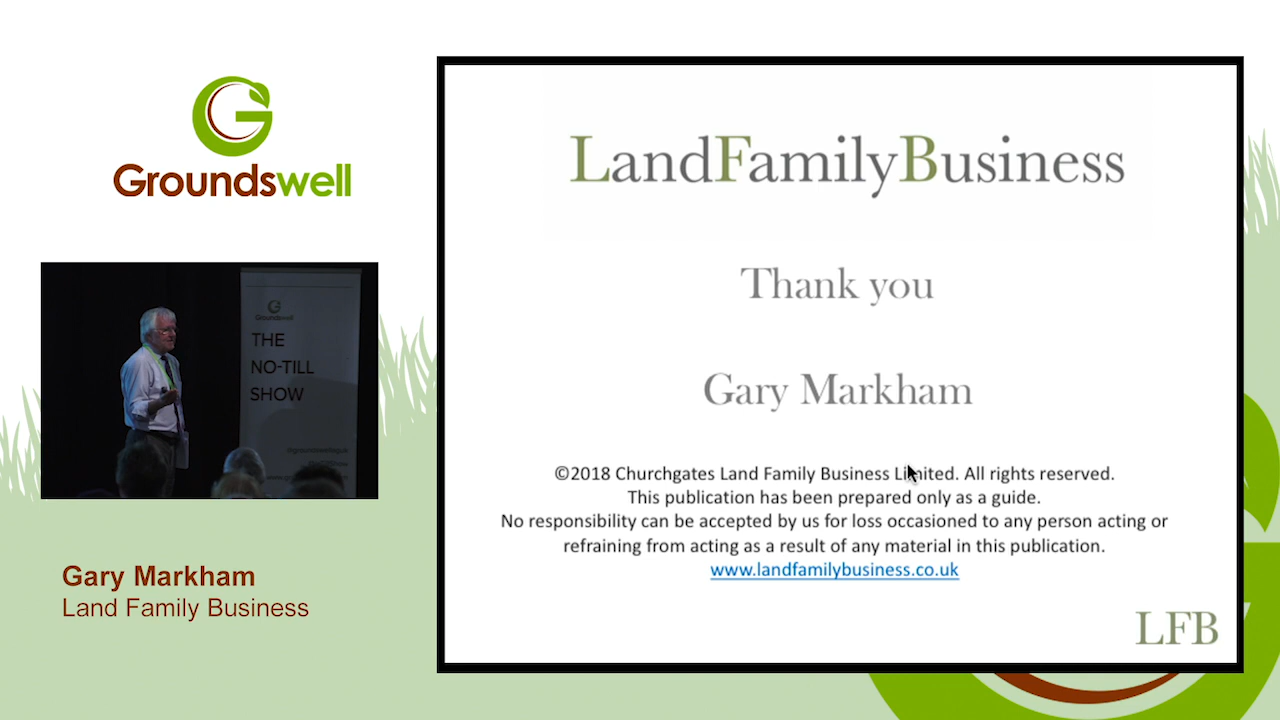 Groundswell
Groundswell
THE
NO-TILL
SHOW
Gary Markham
Land Family Business
LandFamilyBusiness
Thank you
Gary Markham
©2018 Churchgates Land Family Business Limited. All rights reserved.
This publication has been prepared only as a guide.
No responsibility can be accepted by us for loss occasioned to any person acting or
refraining from acting as a result of any material in this publication.
www.landfamilybusiness.co.uk
LFB